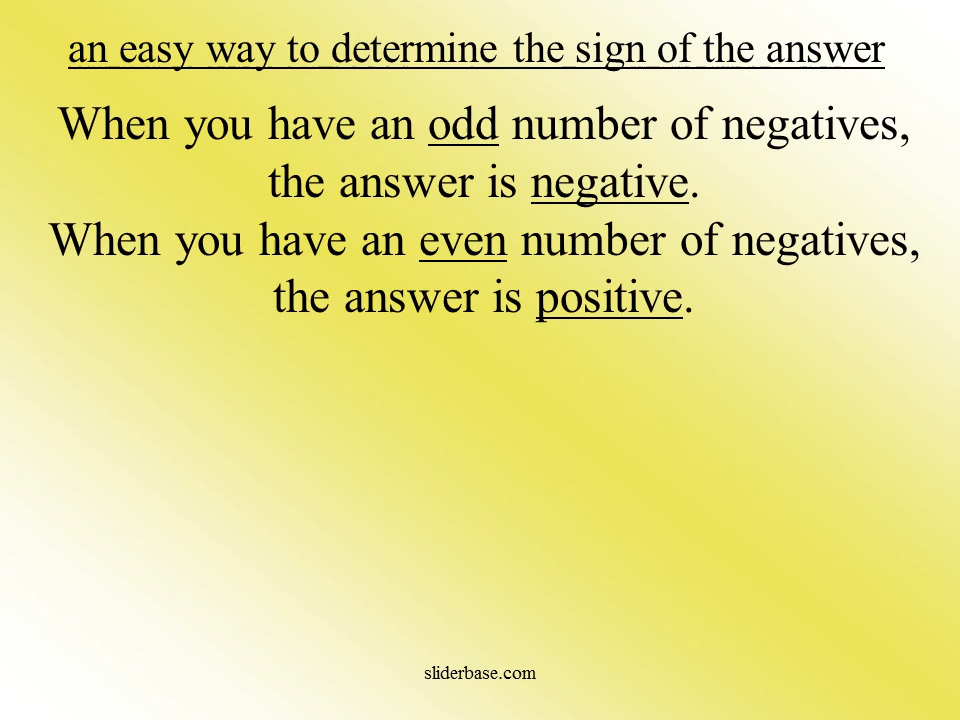 an easy way to determine the sign of the answer
When you have an odd number of negatives,
the answer is negative.
When you have an even number of negatives,
the answer is positive.
sliderbase.com